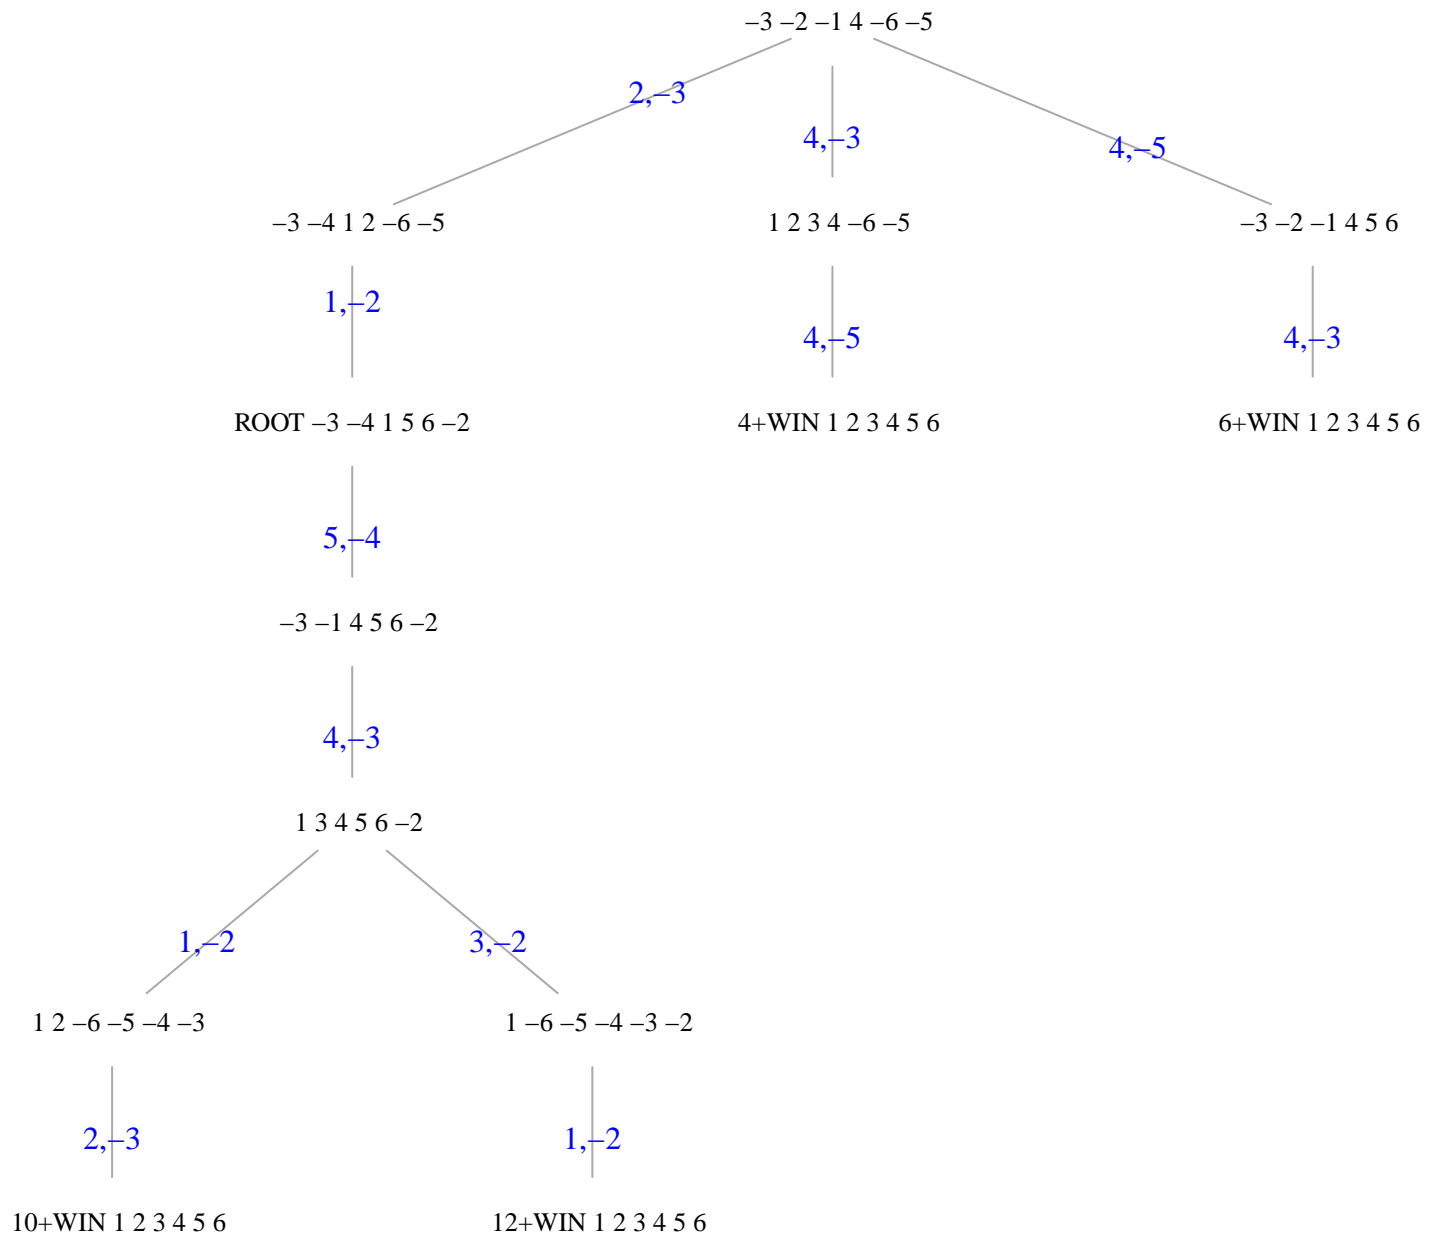 –3 –2 –1 4 –6 –5
2,–3
4,–3
4,–5
–3 –4 1 2 –6 –5
1 2 3 4 –6 –5
–3 –2 –1 4 5 6
1,–2
4,–5
4,–3
ROOT –3 –4 1 5 6 –2
4+WIN 1 2 3 4 5 6
6+WIN 1 2 3 4 5 6
5,–4
–3 –1 4 5 6 –2
4,–3
1 3 4 5 6 –2
1,–2
3,–2
1 2 –6 –5 –4 –3
1 –6 –5 –4 –3 –2
2,–3
1,–2
10+WIN 1 2 3 4 5 6
12+WIN 1 2 3 4 5 6